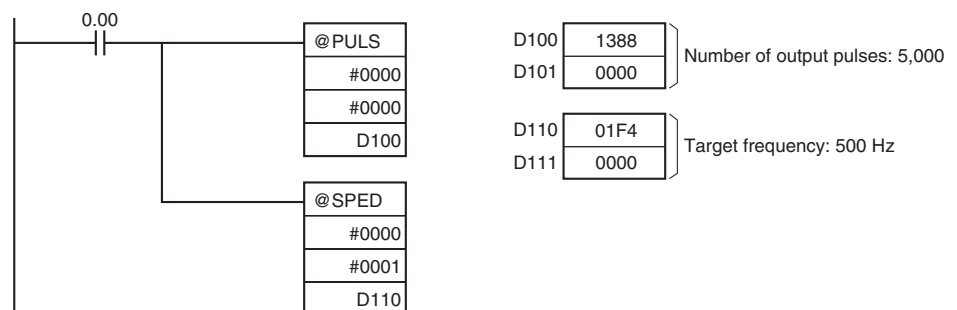 0.00
@PULS
#0000
#0000
D100
@SPED
#0000
#0001
D110
D100 1388
D101 0000
Number of output pulses: 5,000
D110 01F4
D111 0000
Target frequency: 500 Hz